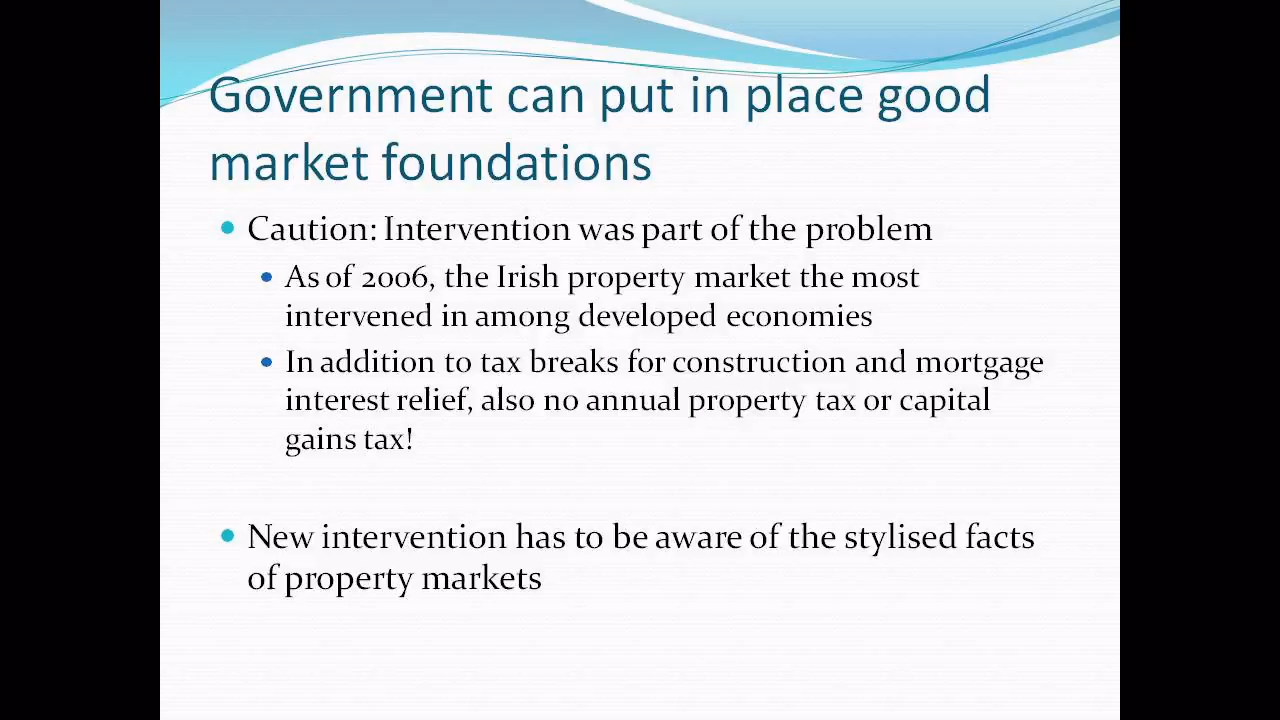 Government can put in place good
market foundations
Caution: Intervention was part of the problem
As of 2006, the Irish property market the most
intervened in among developed economies
In addition to tax breaks for construction and mortgage
interest relief, also no annual property tax or capital
gains tax!
New intervention has to be aware of the stylised facts
of property markets